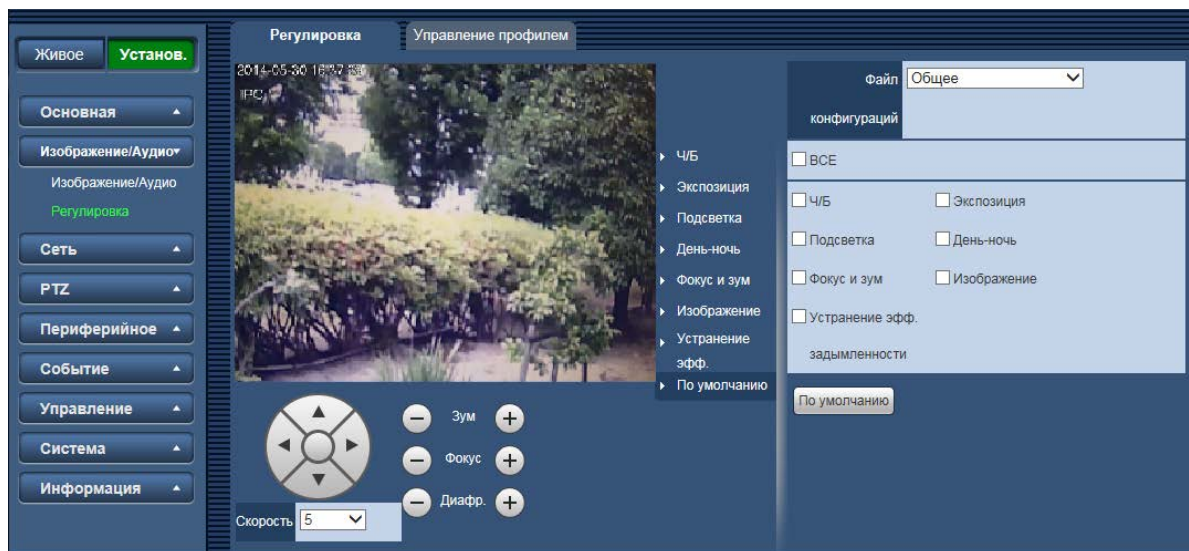 Живое
Установ.
Основная
Изображение/Аудио
Изображение/Аудио
Регулировка
Сеть
PTZ
Периферийное
Событие
Управление
Система
Информация
Регулировка
Управление профилем
IPC
Ч/Б
Экспозиция
Подсветка
День-ночь
Фокус и зум
Изображение
Устранение
эфф.
По умолчанию
Зум
Фокус
Диафр.
Скорость 5
Файл Общее
конфигураций
ВСЕ
Ч/Б Экспозиция
Подсветка День-ночь
Фокус и зум Изображение
Устранение эфф.
задымленности
По умолчанию